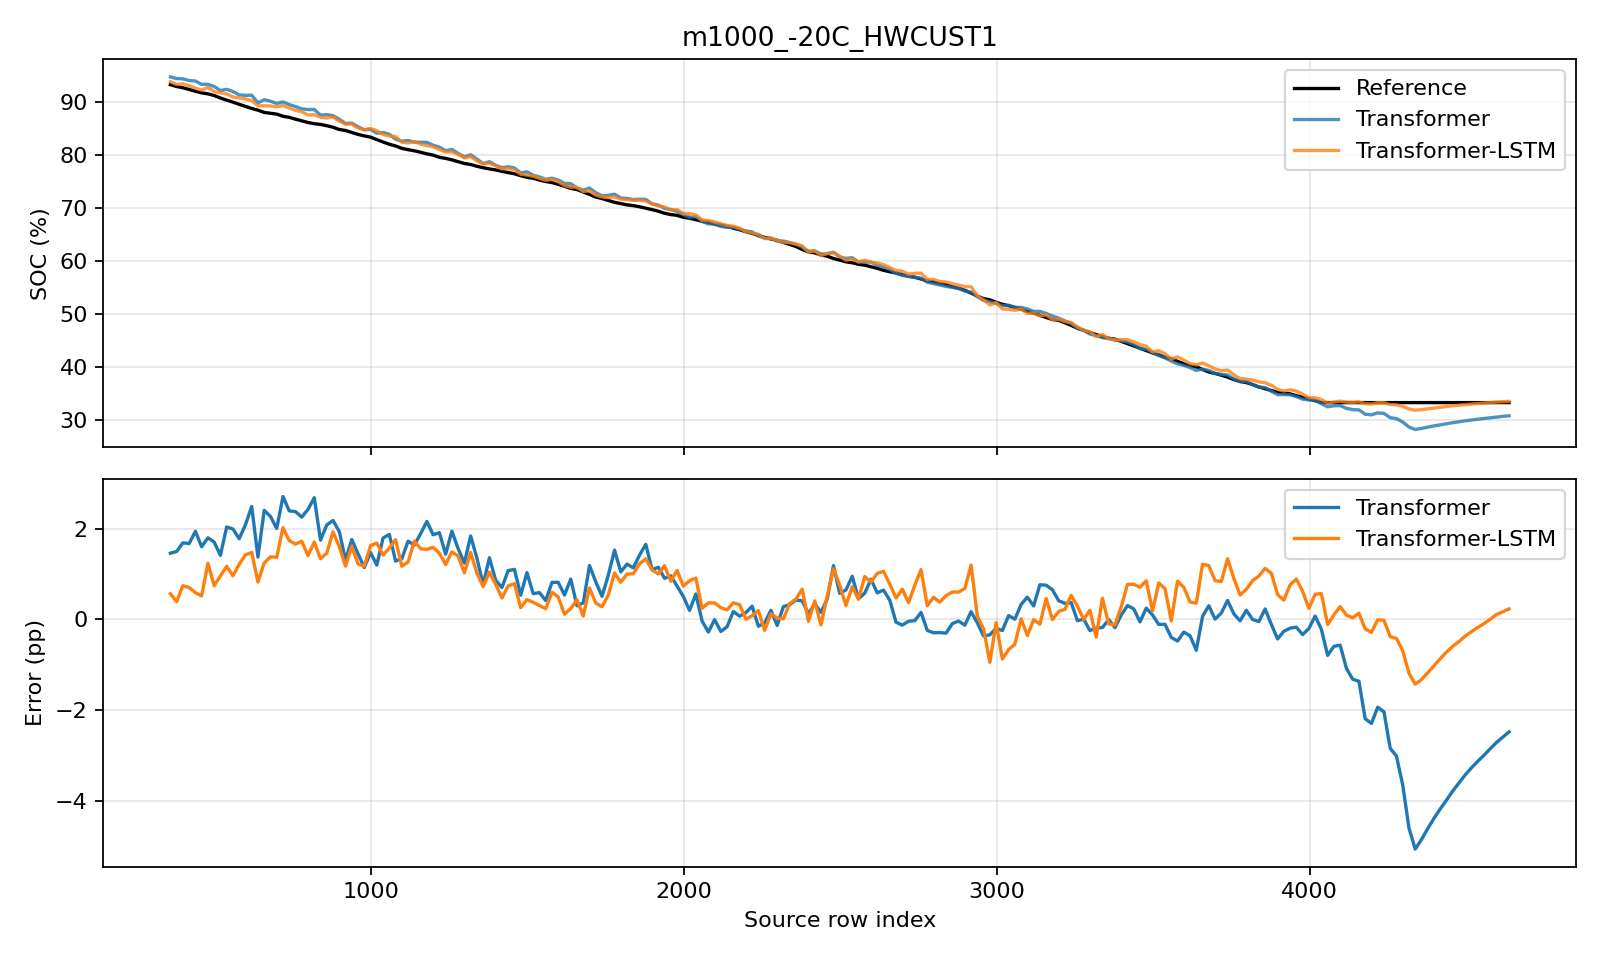 m1000_-20C_HWCUST1
SOC (%)
90
80
70
60
50
40
30
Reference
Transformer
Transformer-LSTM
Error (pp)
2
0
−2
−4
Transformer
Transformer-LSTM
1000
2000
3000
4000
Source row index